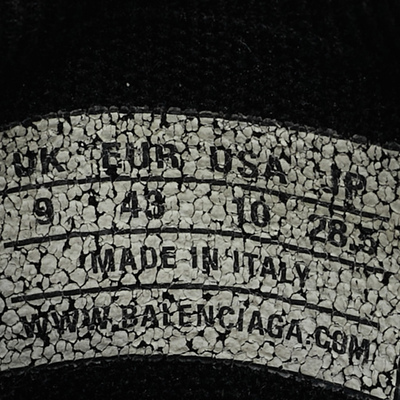 UK EUR USA JP
9 43 10 28.5
MADE IN ITALY
WWW.BALENCIAGA.COM